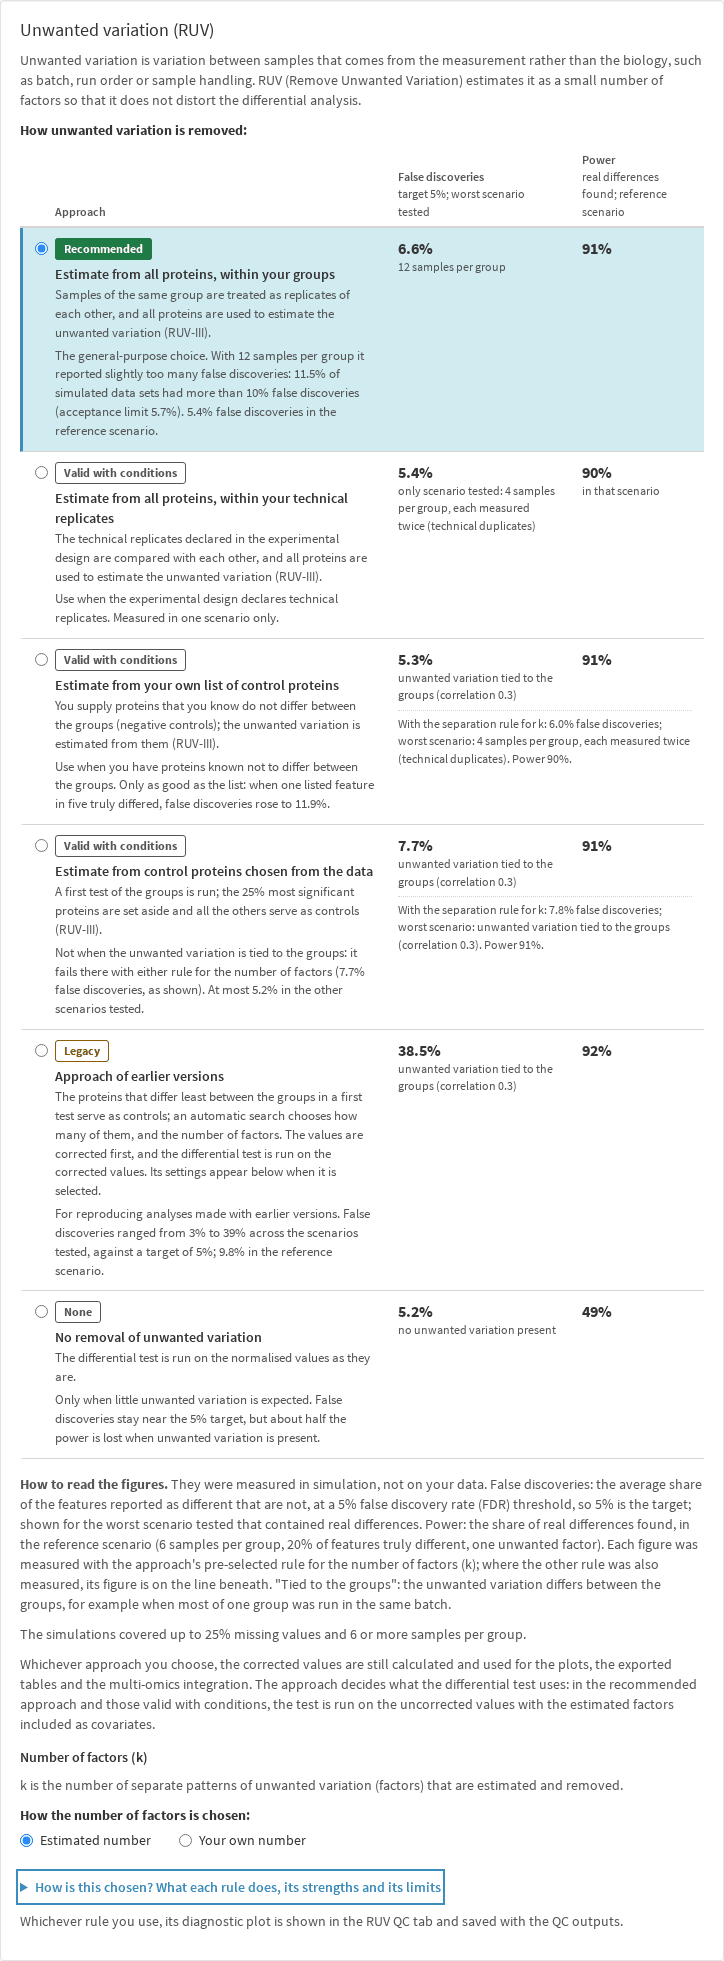 Unwanted variation (RUV)
Unwanted variation is variation between samples that comes from the measurement rather than the biology, such
as batch, run order or sample handling. RUV (Remove Unwanted Variation) estimates it as a small number of
factors so that it does not distort the differential analysis.
How unwanted variation is removed:
Approach
False discoveries
target 5%; worst scenario
tested
Power
real differences
found; reference
scenario
Recommended
Estimate from all proteins, within your groups
Samples of the same group are treated as replicates of
each other, and all proteins are used to estimate the
unwanted variation (RUV-III).
The general-purpose choice. With 12 samples per group it
reported slightly too many false discoveries: 11.5% of
simulated data sets had more than 10% false discoveries
(acceptance limit 5.7%). 5.4% false discoveries in the
reference scenario.
6.6%
12 samples per group
91%
Valid with conditions
Estimate from all proteins, within your technical
replicates
The technical replicates declared in the experimental
design are compared with each other, and all proteins are
used to estimate the unwanted variation (RUV-III).
Use when the experimental design declares technical
replicates. Measured in one scenario only.
5.4%
only scenario tested: 4 samples
per group, each measured
twice (technical duplicates)
90%
in that scenario
Valid with conditions
Estimate from your own list of control proteins
You supply proteins that you know do not differ between
the groups (negative controls); the unwanted variation is
estimated from them (RUV-III).
Use when you have proteins known not to differ between
the groups. Only as good as the list: when one listed feature
in five truly differed, false discoveries rose to 11.9%.
5.3%
unwanted variation tied to the
groups (correlation 0.3)
91%
With the separation rule for k: 6.0% false discoveries;
worst scenario: 4 samples per group, each measured twice
(technical duplicates). Power 90%.
Valid with conditions
Estimate from control proteins chosen from the data
A first test of the groups is run; the 25% most significant
proteins are set aside and all the others serve as controls
(RUV-III).
Not when the unwanted variation is tied to the groups: it
fails there with either rule for the number of factors (7.7%
false discoveries, as shown). At most 5.2% in the other
scenarios tested.
7.7%
unwanted variation tied to the
groups (correlation 0.3)
91%
With the separation rule for k: 7.8% false discoveries;
worst scenario: unwanted variation tied to the groups
(correlation 0.3). Power 91%.
Legacy
Approach of earlier versions
The proteins that differ least between the groups in a first
test serve as controls; an automatic search chooses how
many of them, and the number of factors. The values are
corrected first, and the differential test is run on the
corrected values. Its settings appear below when it is
selected.
For reproducing analyses made with earlier versions. False
discoveries ranged from 3% to 39% across the scenarios
tested, against a target of 5%; 9.8% in the reference
scenario.
38.5%
unwanted variation tied to the
groups (correlation 0.3)
92%
None
No removal of unwanted variation
The differential test is run on the normalised values as they
are.
Only when little unwanted variation is expected. False
discoveries stay near the 5% target, but about half the
power is lost when unwanted variation is present.
5.2%
no unwanted variation present
49%
How to read the figures. They were measured in simulation, not on your data. False discoveries: the average share
of the features reported as different that are not, at a 5% false discovery rate (FDR) threshold, so 5% is the target;
shown for the worst scenario tested that contained real differences. Power: the share of real differences found, in
the reference scenario (6 samples per group, 20% of features truly different, one unwanted factor). Each figure was
measured with the approach's pre-selected rule for the number of factors (k); where the other rule was also
measured, its figure is on the line beneath. "Tied to the groups": the unwanted variation differs between the
groups, for example when most of one group was run in the same batch.
The simulations covered up to 25% missing values and 6 or more samples per group.
Whichever approach you choose, the corrected values are still calculated and used for the plots, the exported
tables and the multi-omics integration. The approach decides what the differential test uses: in the recommended
approach and those valid with conditions, the test is run on the uncorrected values with the estimated factors
included as covariates.
Number of factors (k)
k is the number of separate patterns of unwanted variation (factors) that are estimated and removed.
How the number of factors is chosen:
Estimated number
Your own number
How is this chosen? What each rule does, its strengths and its limits
Whichever rule you use, its diagnostic plot is shown in the RUV QC tab and saved with the QC outputs.